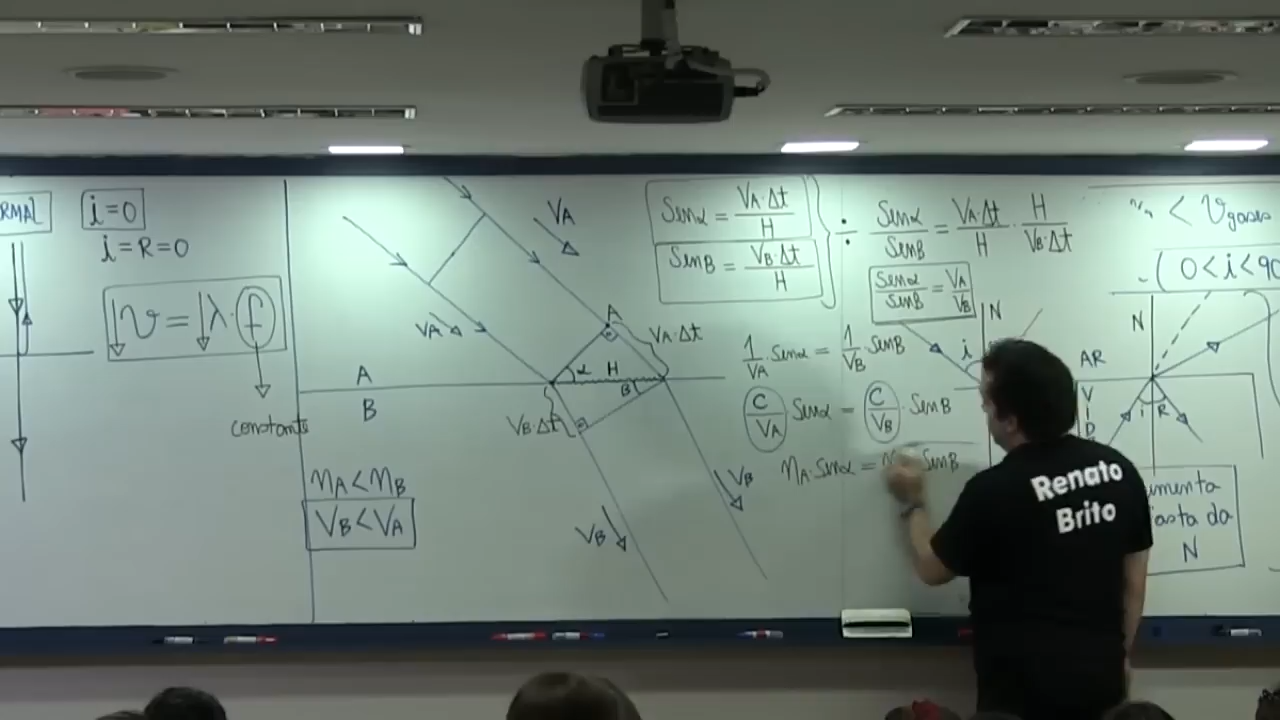 RMAL
i=0
i=R=0
V=λ·f
constante
A
B
nA<nB
VB<VA
VA
VA
A
VA·Δt
α H
B
VB·Δt
VB
VB
Senα = VA·Δt / H
SenB = VB·Δt / H
÷
Senα / SenB = VA·Δt / H · H / VB·Δt
Senα / SenB = VA / VB
1/VA · Senα = 1/VB · SenB
C/VA Senα = C/VB · SenB
nA·Senα = SenB
N
i
< Vgases
(0<i<90
N
AR
V
I
D
i R
umenta
asta da
N
Renato
Brito